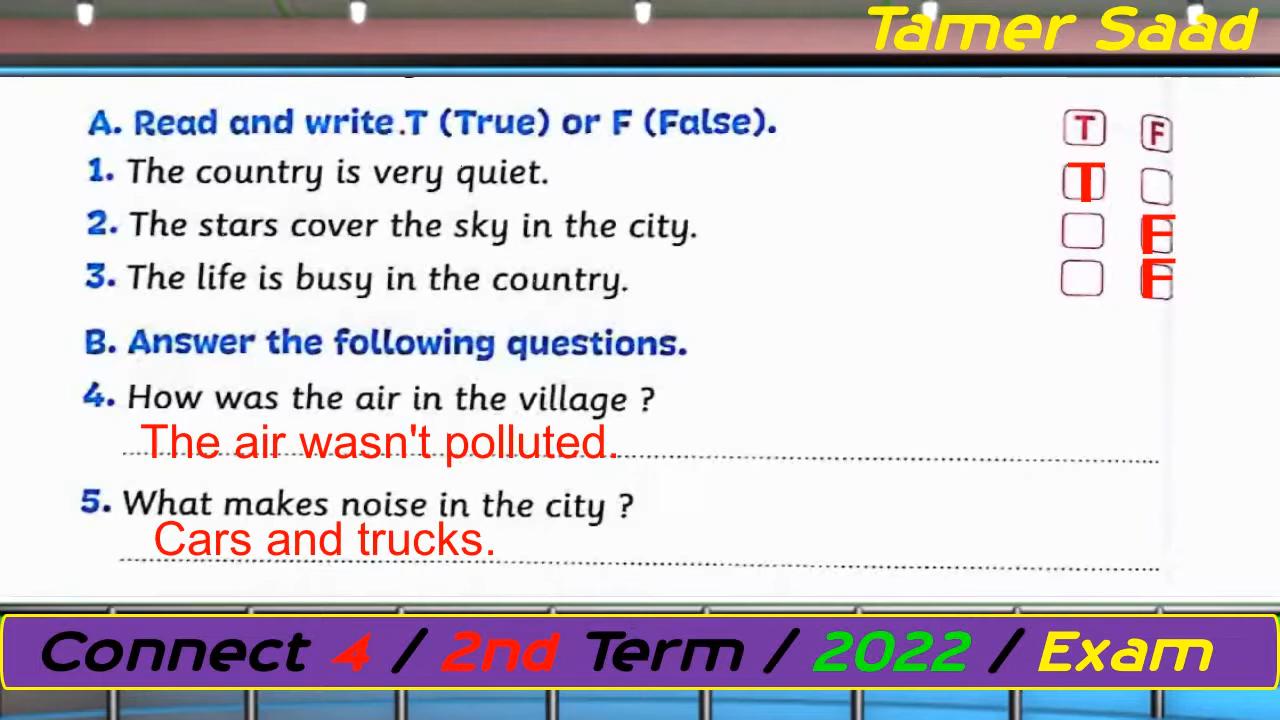 Tamer Saad
A. Read and write.T (True) or F (False). T F
1. The country is very quiet. T
2. The stars cover the sky in the city. F
3. The life is busy in the country. F
B. Answer the following questions.
4. How was the air in the village ?
The air wasn't polluted.
5. What makes noise in the city ?
Cars and trucks.
Connect 4 / 2nd Term / 2022 / Exam